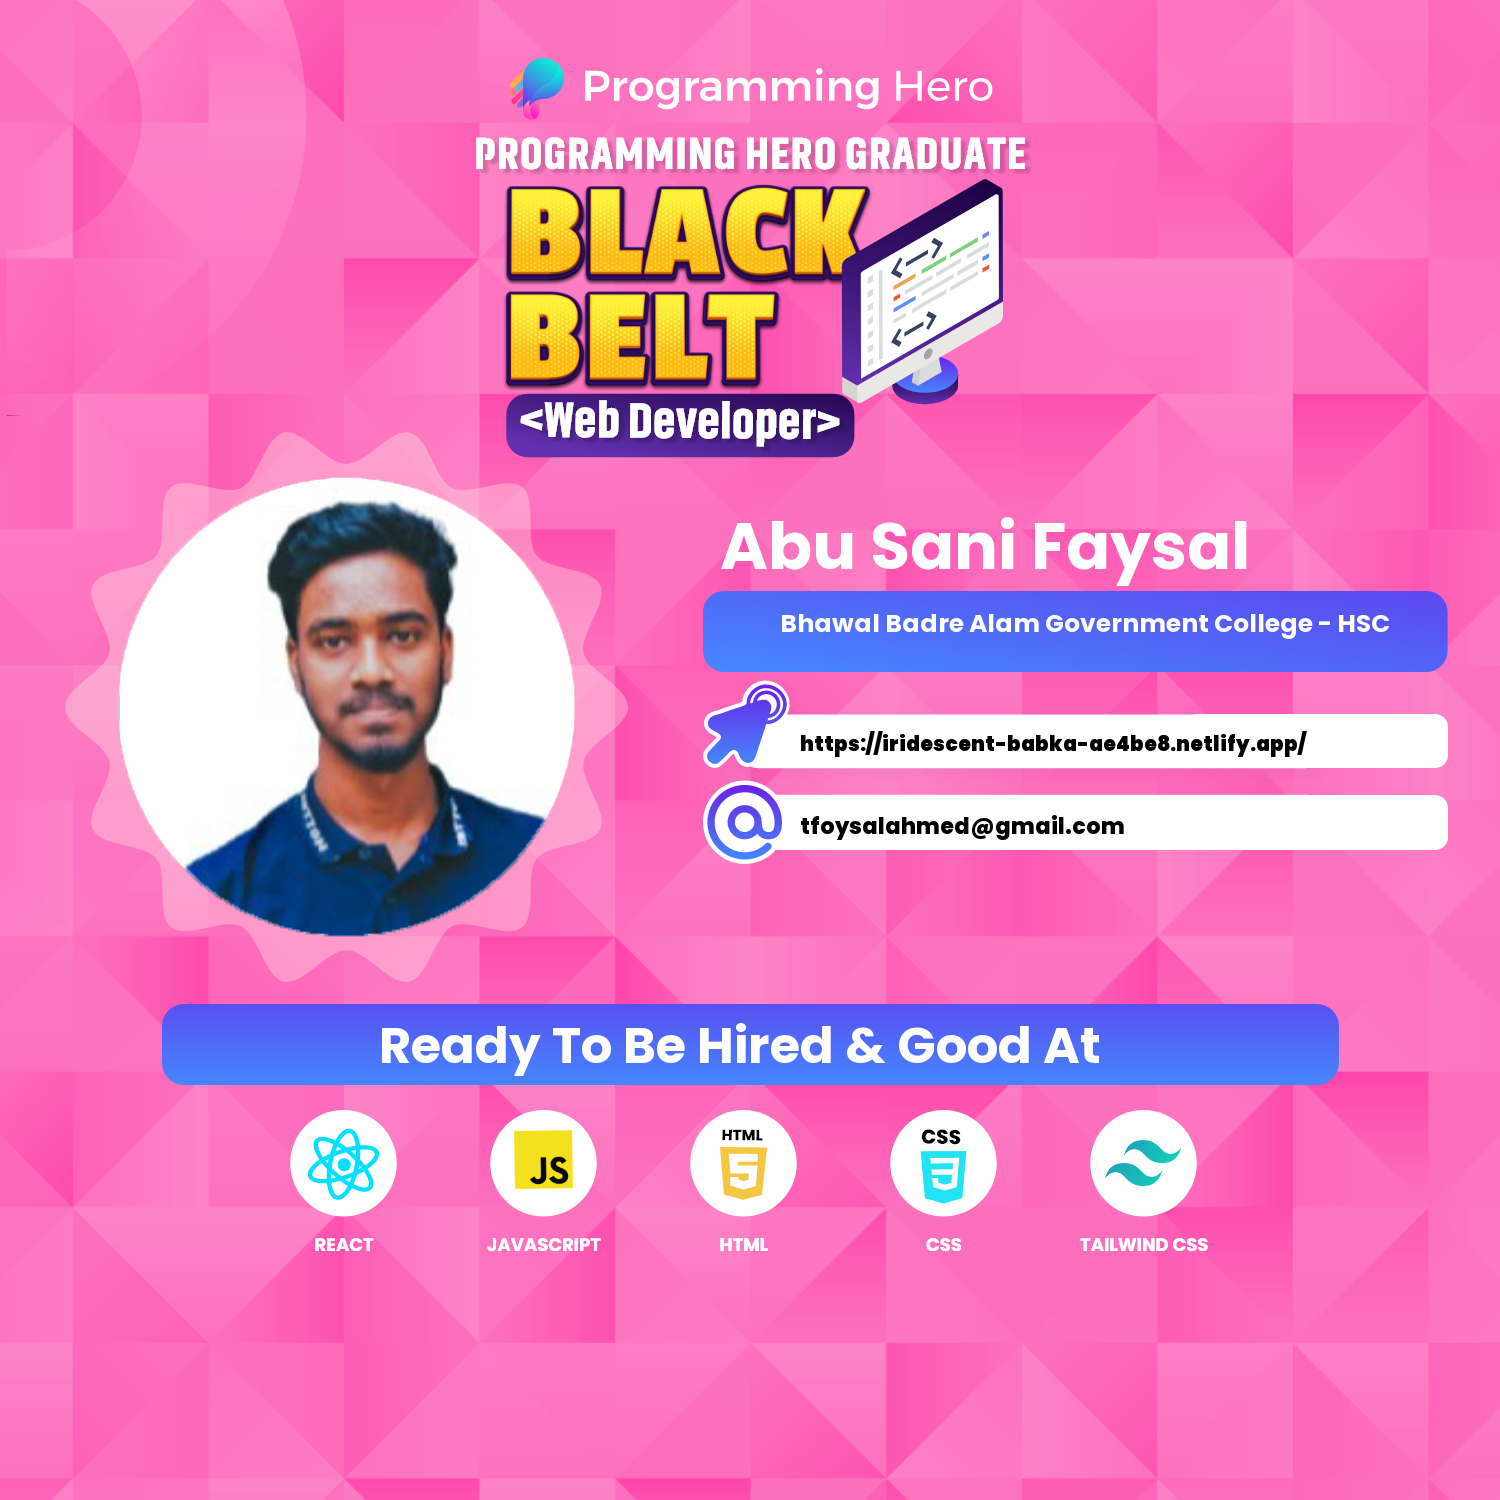 Programming Hero
PROGRAMMING HERO GRADUATE
BLACK
BELT
<Web Developer>
Abu Sani Faysal
Bhawal Badre Alam Government College - HSC
https://iridescent-babka-ae4be8.netlify.app/
tfoysalahmed@gmail.com
Ready To Be Hired & Good At
JS
HTML
5
CSS
3
REACT
JAVASCRIPT
HTML
CSS
TAILWIND CSS